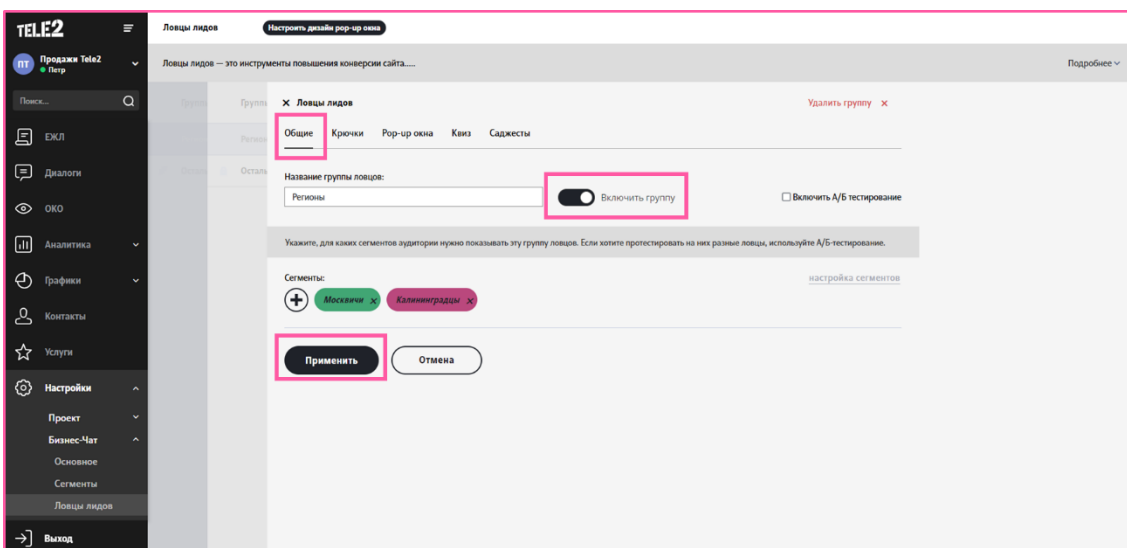 TELE2
Ловцы лидов
Настроить дизайн pop-up окна
ПТ
Продажи Tele2
Петр
Ловцы лидов — это инструменты повышения конверсии сайта.....
Подробнее
Поиск...
Группы
Ловцы лидов
Удалить группу
Общие
Крючки
Pop-up окна
Квиз
Саджесты
ЕЖЛ
Регион
Диалоги
Осталь
Название группы ловцов:
Регионы
Включить группу
Включить А/Б тестирование
ОКО
Аналитика
Укажите, для каких сегментов аудитории нужно показывать эту группу ловцов. Если хотите протестировать на них разные ловцы, используйте А/Б-тестирование.
Графики
Сегменты:
настройка сегментов
Москвичи
Калининградцы
Контакты
Услуги
Применить
Отмена
Настройки
Проект
Бизнес-Чат
Основное
Сегменты
Ловцы лидов
Выход